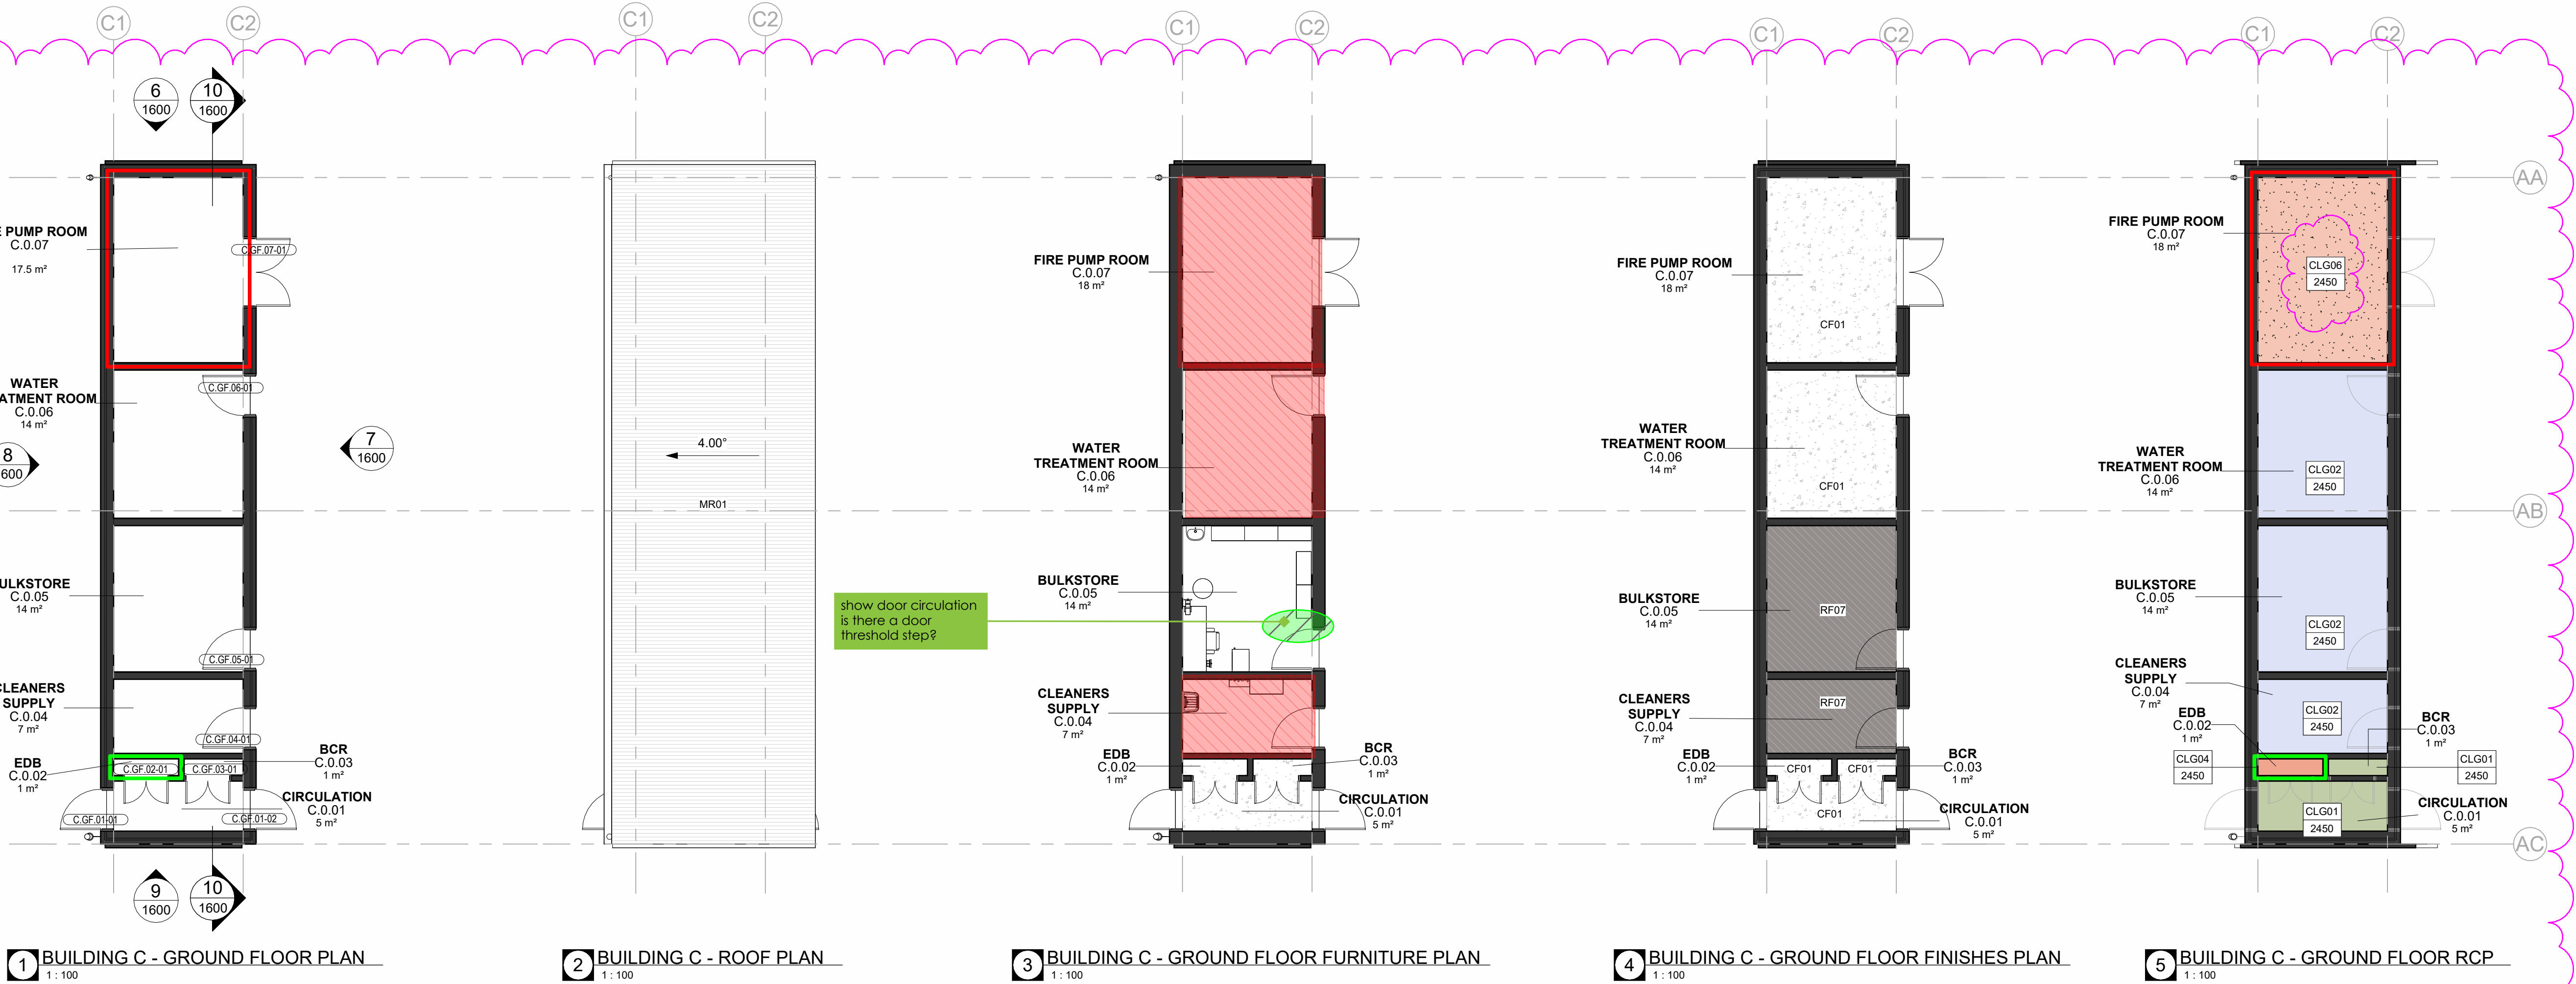 C1
C2
6
1600
10
1600
E PUMP ROOM
C.0.07
17.5 m²
C.GF.07-01
WATER
ATMENT ROOM
C.0.06
14 m²
C.GF.06-01
8
600
7
1600
ULKSTORE
C.0.05
14 m²
C.GF.05-01
CLEANERS
SUPPLY
C.0.04
7 m²
C.GF.04-01
EDB
C.0.02
1 m²
C.GF.02-01
C.GF.03-01
BCR
C.0.03
1 m²
CIRCULATION
C.0.01
5 m²
C.GF.01-01
C.GF.01-02
9
1600
10
1600
1
BUILDING C - GROUND FLOOR PLAN
1 : 100
C1
C2
4.00°
MR01
2
BUILDING C - ROOF PLAN
1 : 100
show door circulation
is there a door
threshold step?
C1
C2
FIRE PUMP ROOM
C.0.07
18 m²
WATER
TREATMENT ROOM
C.0.06
14 m²
BULKSTORE
C.0.05
14 m²
CLEANERS
SUPPLY
C.0.04
7 m²
EDB
C.0.02
1 m²
BCR
C.0.03
1 m²
CIRCULATION
C.0.01
5 m²
3
BUILDING C - GROUND FLOOR FURNITURE PLAN
1 : 100
C1
C2
FIRE PUMP ROOM
C.0.07
18 m²
CF01
WATER
TREATMENT ROOM
C.0.06
14 m²
CF01
BULKSTORE
C.0.05
14 m²
RF07
CLEANERS
SUPPLY
C.0.04
7 m²
RF07
EDB
C.0.02
1 m²
CF01
CF01
BCR
C.0.03
1 m²
CF01
CIRCULATION
C.0.01
5 m²
4
BUILDING C - GROUND FLOOR FINISHES PLAN
1 : 100
C1
C2
AA
FIRE PUMP ROOM
C.0.07
18 m²
CLG06
2450
WATER
TREATMENT ROOM
C.0.06
14 m²
CLG02
2450
AB
BULKSTORE
C.0.05
14 m²
CLG02
2450
CLEANERS
SUPPLY
C.0.04
7 m²
CLG02
2450
EDB
C.0.02
1 m²
BCR
C.0.03
1 m²
CLG04
2450
CLG01
2450
CLG01
2450
CIRCULATION
C.0.01
5 m²
AC
5
BUILDING C - GROUND FLOOR RCP
1 : 100